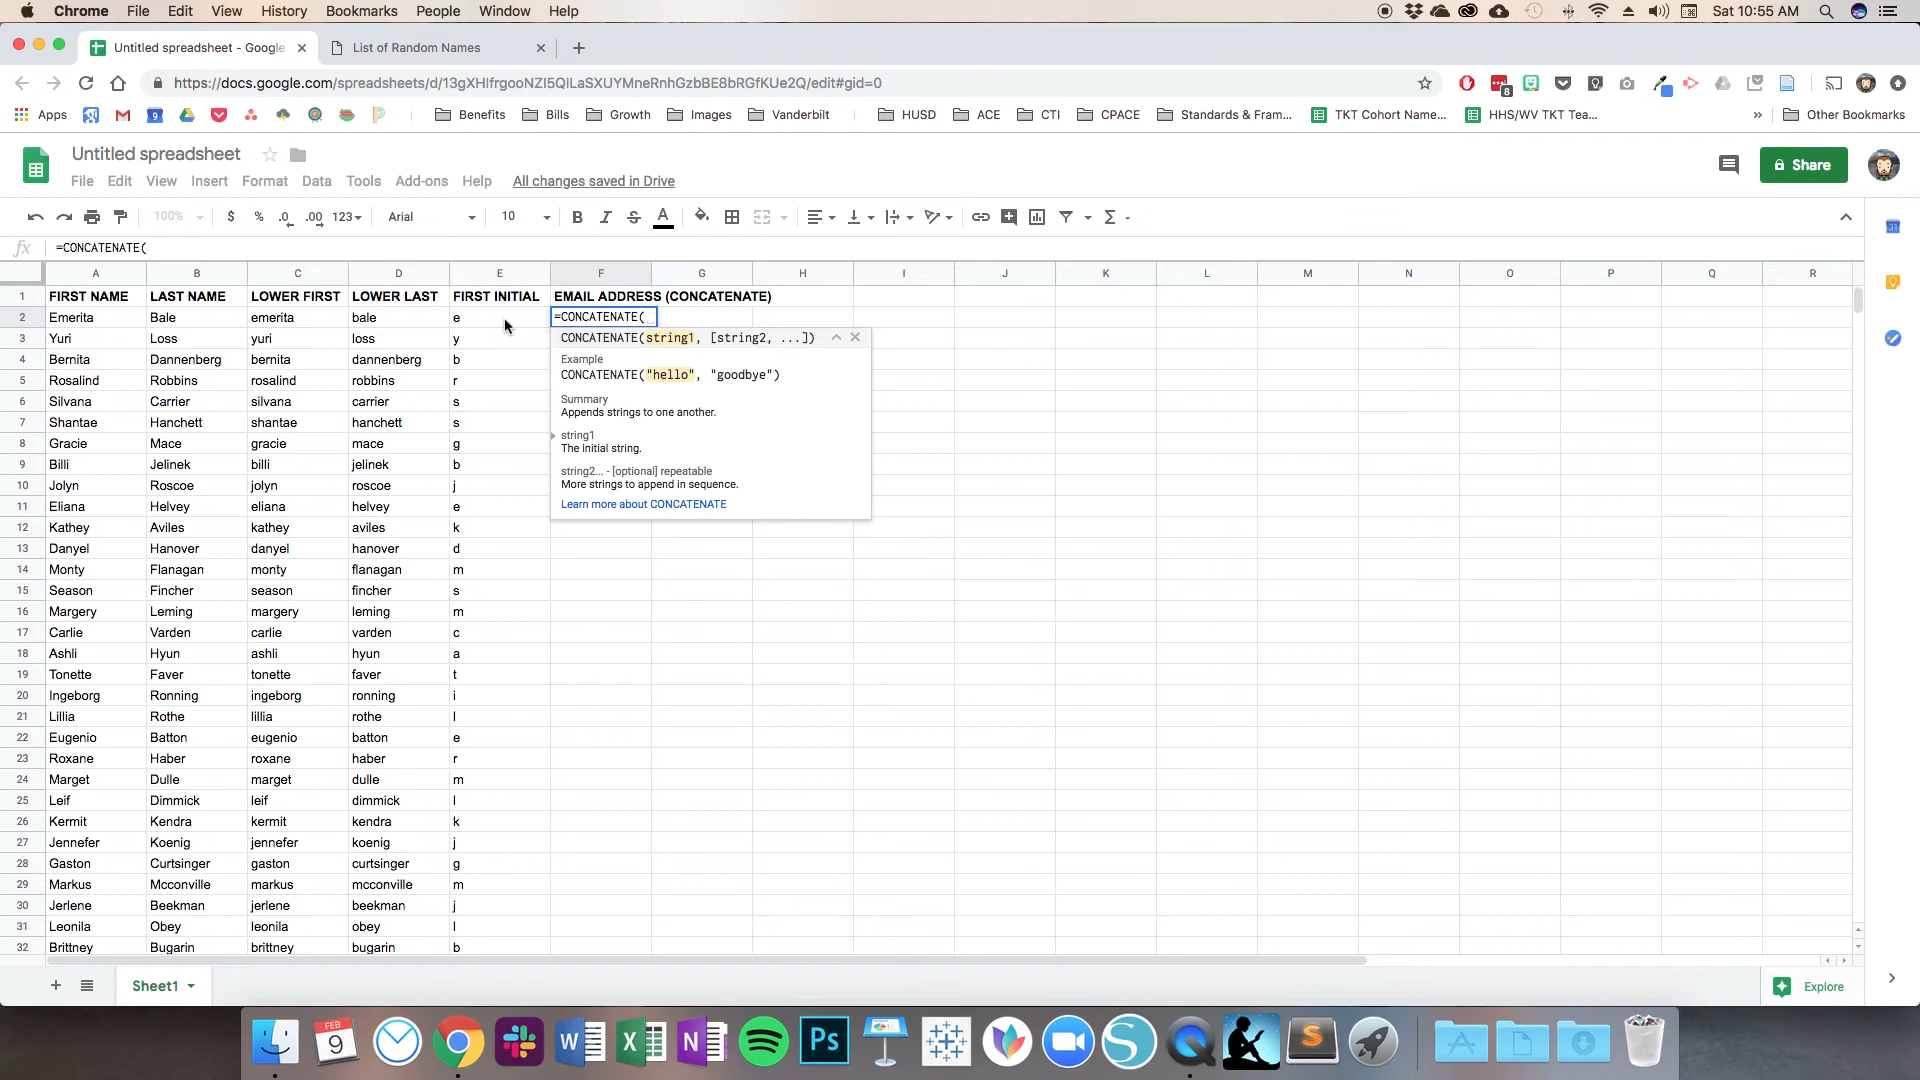 Chrome File Edit View History Bookmarks People Window Help Sat 10:55 AM
Untitled spreadsheet - Google List of Random Names
https://docs.google.com/spreadsheets/d/13gXHlfrgooNZI5QlLaSXUYMneRnhGzbBE8bRGfKUe2Q/edit#gid=0
8
Apps 9 Benefits Bills Growth Images Vanderbilt HUSD ACE CTI CPACE Standards & Fram... TKT Cohort Name... HHS/WV TKT Tea... » Other Bookmarks
Untitled spreadsheet
Share
File Edit View Insert Format Data Tools Add-ons Help All changes saved in Drive
100% $ % .0 .00 123 Arial 10 B I S A Σ
fx =CONCATENATE(
A B C D E F G H I J K L M N O P Q R
1 FIRST NAME LAST NAME LOWER FIRST LOWER LAST FIRST INITIAL EMAIL ADDRESS (CONCATENATE)
2 Emerita Bale emerita bale e =CONCATENATE(
3 Yuri Loss yuri loss y
4 Bernita Dannenberg bernita dannenberg b
5 Rosalind Robbins rosalind robbins r
6 Silvana Carrier silvana carrier s
7 Shantae Hanchett shantae hanchett s
8 Gracie Mace gracie mace g
9 Billi Jelinek billi jelinek b
10 Jolyn Roscoe jolyn roscoe j
11 Eliana Helvey eliana helvey e
12 Kathey Aviles kathey aviles k
13 Danyel Hanover danyel hanover d
14 Monty Flanagan monty flanagan m
15 Season Fincher season fincher s
16 Margery Leming margery leming m
17 Carlie Varden carlie varden c
18 Ashli Hyun ashli hyun a
19 Tonette Faver tonette faver t
20 Ingeborg Ronning ingeborg ronning i
21 Lillia Rothe lillia rothe l
22 Eugenio Batton eugenio batton e
23 Roxane Haber roxane haber r
24 Marget Dulle marget dulle m
25 Leif Dimmick leif dimmick l
26 Kermit Kendra kermit kendra k
27 Jennefer Koenig jennefer koenig j
28 Gaston Curtsinger gaston curtsinger g
29 Markus Mcconville markus mcconville m
30 Jerlene Beekman jerlene beekman j
31 Leonila Obey leonila obey l
32 Brittney Bugarin brittney bugarin b
CONCATENATE(string1, [string2, ...])
Example
CONCATENATE("hello", "goodbye")
Summary
Appends strings to one another.
string1
The initial string.
string2... - [optional] repeatable
More strings to append in sequence.
Learn more about CONCATENATE
Sheet1 Explore
FEB
9
W X N Ps S S